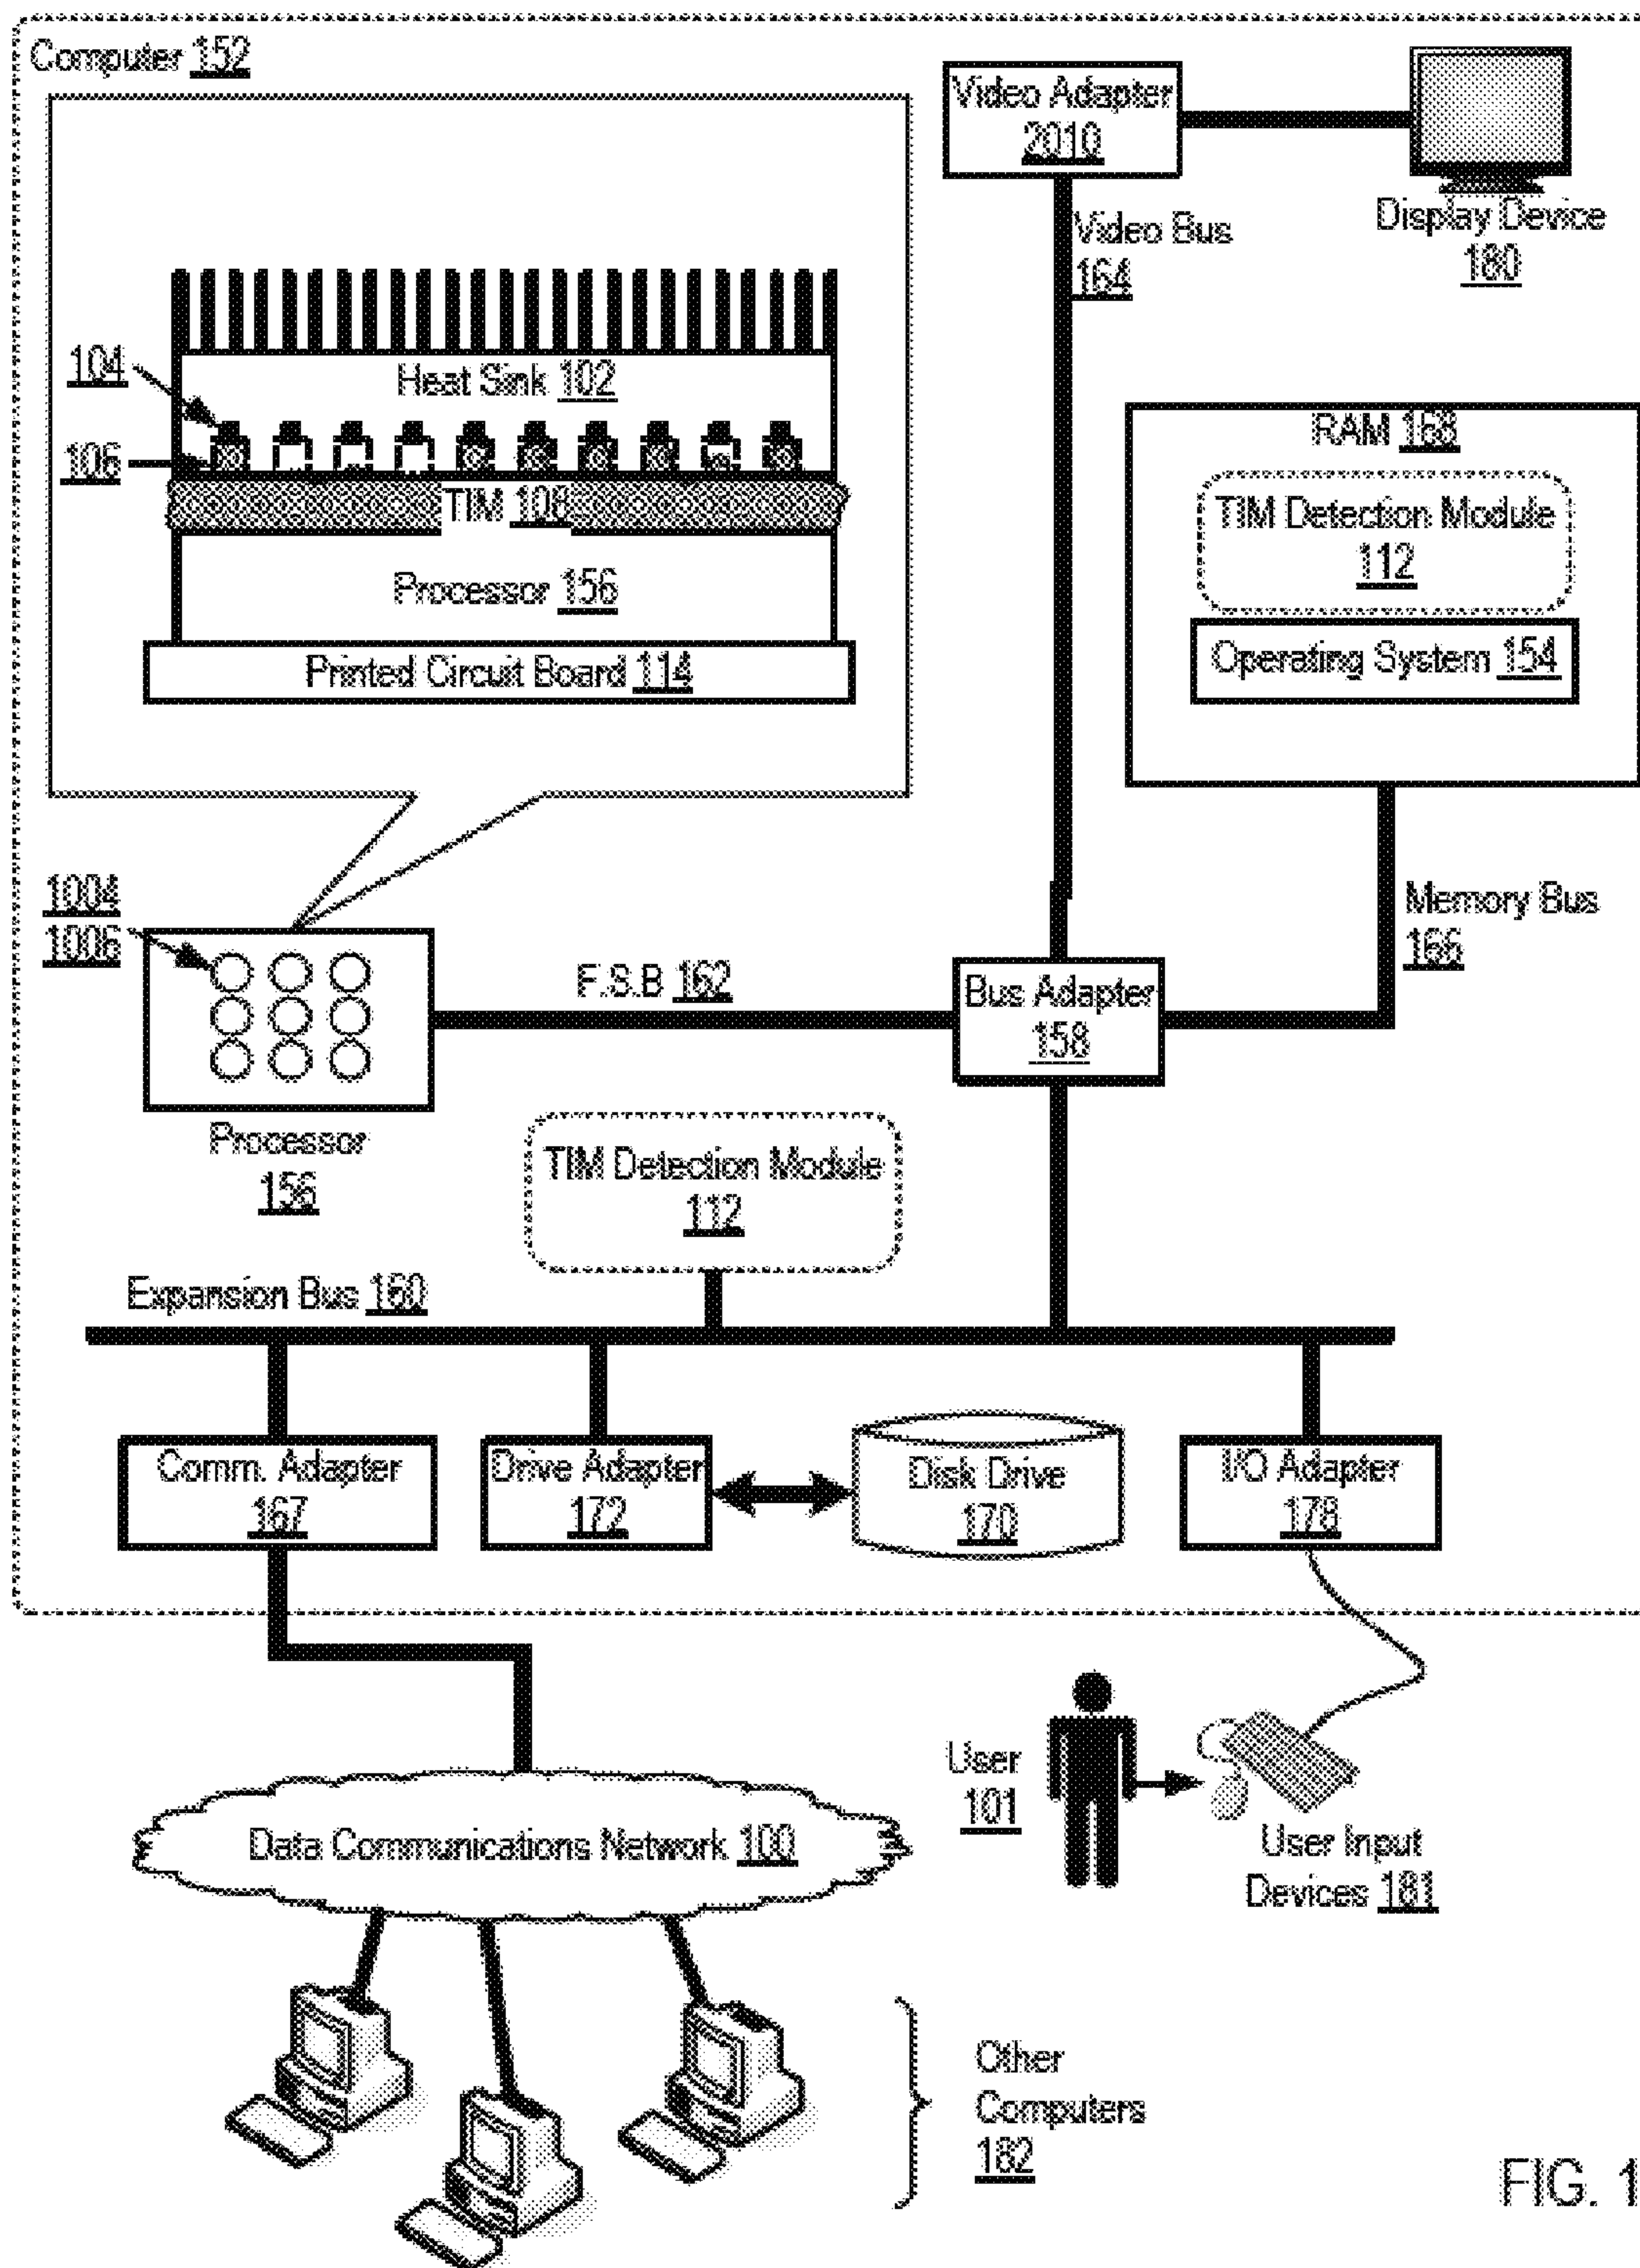 Computer 152
Video Adapter
2010
Display Device
180
Video Bus
164
104
Heat Sink 102
106
TIM 108
Processor 156
Printed Circuit Board 114
RAM 168
TIM Detection Module
112
Operating System 154
Memory Bus
166
1004
1006
F.S.B 162
Bus Adapter
158
Processor
156
TIM Detection Module
112
Expansion Bus 160
Comm. Adapter
167
Drive Adapter
172
Disk Drive
170
I/O Adapter
178
User
101
User Input
Devices 181
Data Communications Network 100
Other
Computers
182
FIG. 1